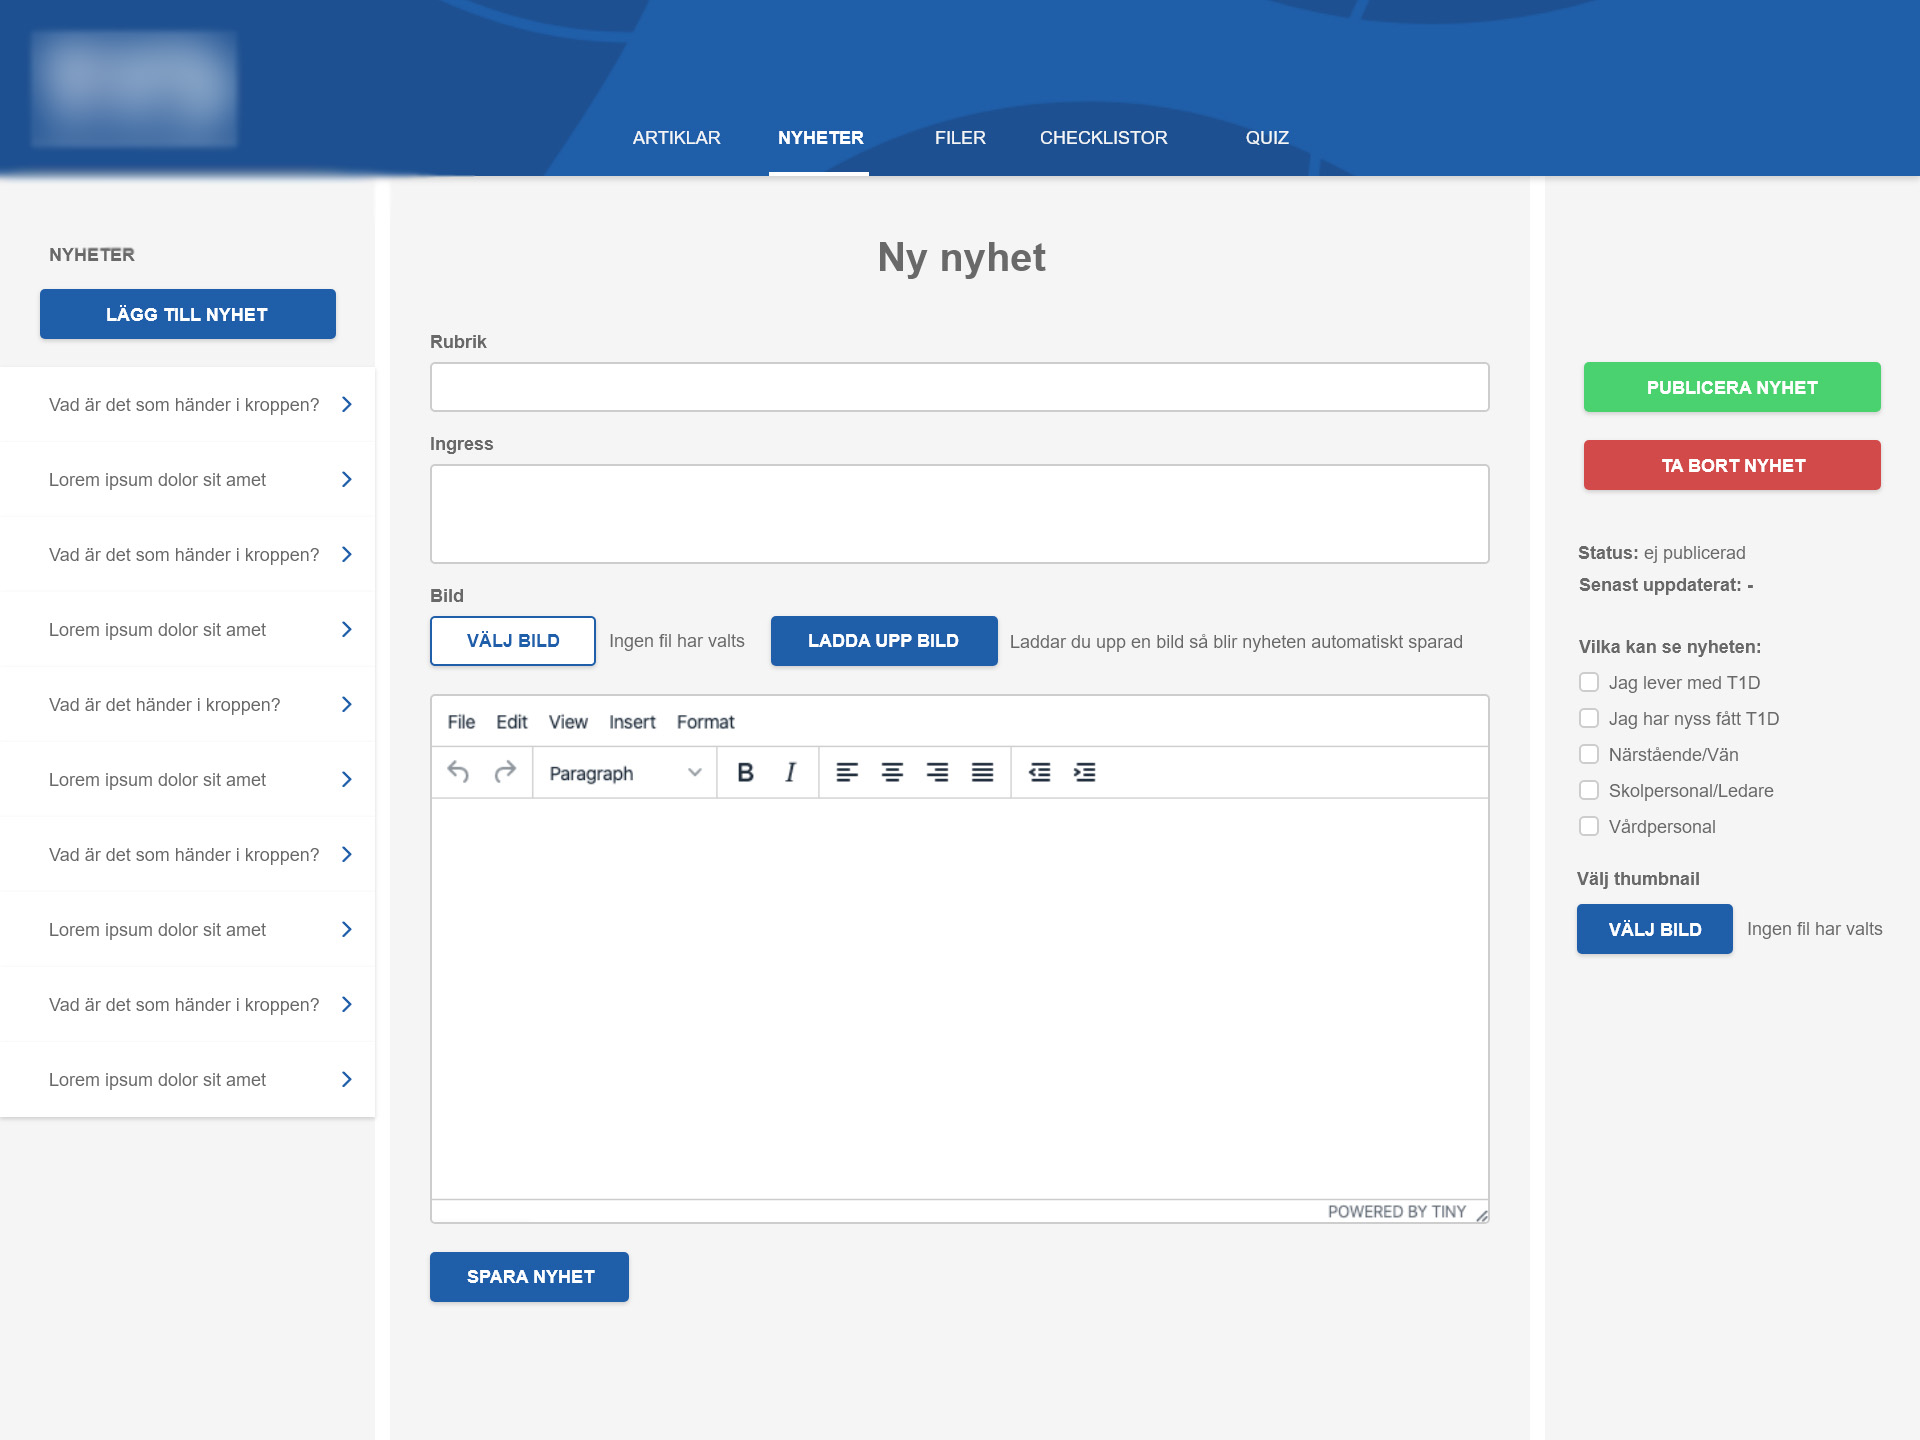 ARTIKLAR NYHETER FILER CHECKLISTOR QUIZ
NYHETER
LÄGG TILL NYHET
Vad är det som händer i kroppen?
Lorem ipsum dolor sit amet
Vad är det som händer i kroppen?
Lorem ipsum dolor sit amet
Vad är det händer i kroppen?
Lorem ipsum dolor sit amet
Vad är det som händer i kroppen?
Lorem ipsum dolor sit amet
Vad är det som händer i kroppen?
Lorem ipsum dolor sit amet
Ny nyhet
Rubrik
Ingress
Bild
VÄLJ BILD Ingen fil har valts LADDA UPP BILD Laddar du upp en bild så blir nyheten automatiskt sparad
File Edit View Insert Format
Paragraph B I
POWERED BY TINY
SPARA NYHET
PUBLICERA NYHET
TA BORT NYHET
Status: ej publicerad
Senast uppdaterat: -
Vilka kan se nyheten:
Jag lever med T1D
Jag har nyss fått T1D
Närstående/Vän
Skolpersonal/Ledare
Vårdpersonal
Välj thumbnail
VÄLJ BILD Ingen fil har valts